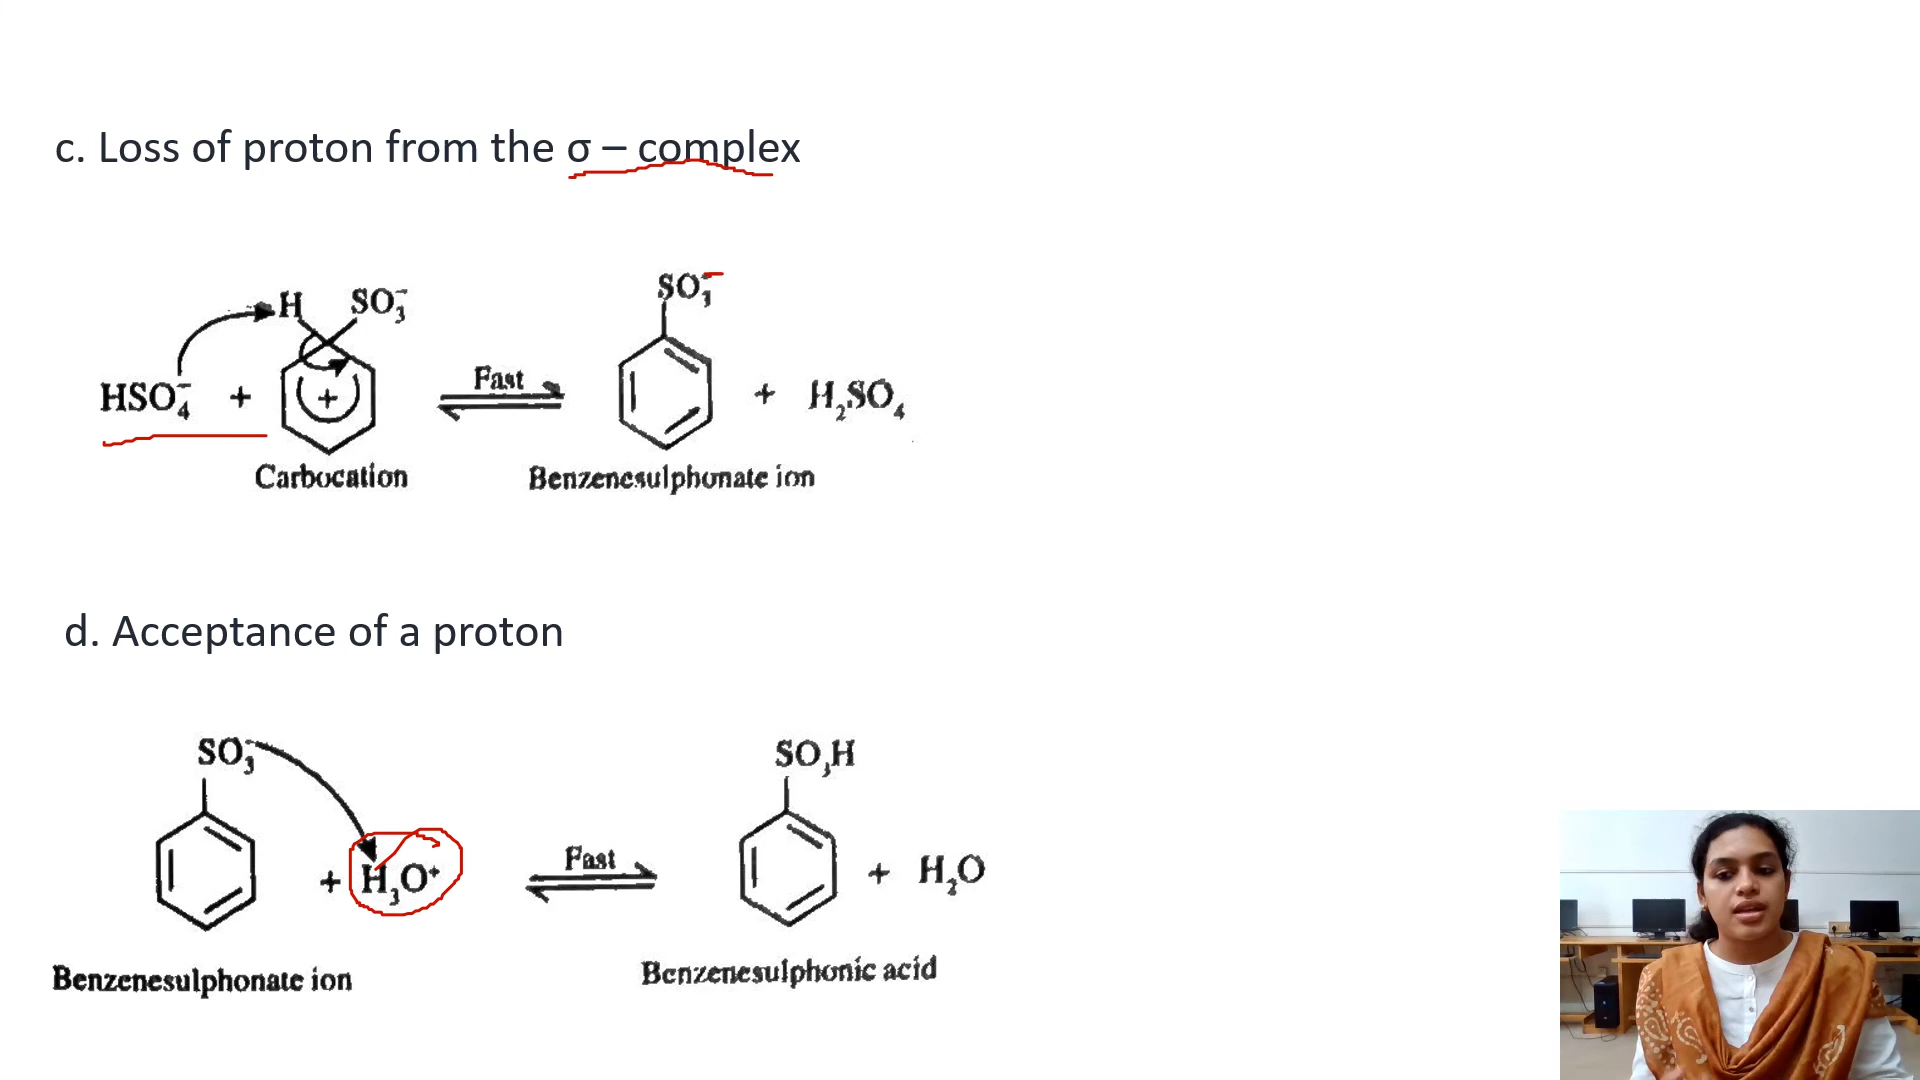 c. Loss of proton from the σ – complex
H SO₃⁻
SO₃⁻
HSO₄⁻ + + Fast + H₂SO₄
Carbocation Benzenesulphonate ion
d. Acceptance of a proton
SO₃⁻ SO₃H
+ H₃O⁺ Fast + H₂O
Benzenesulphonate ion Benzenesulphonic acid